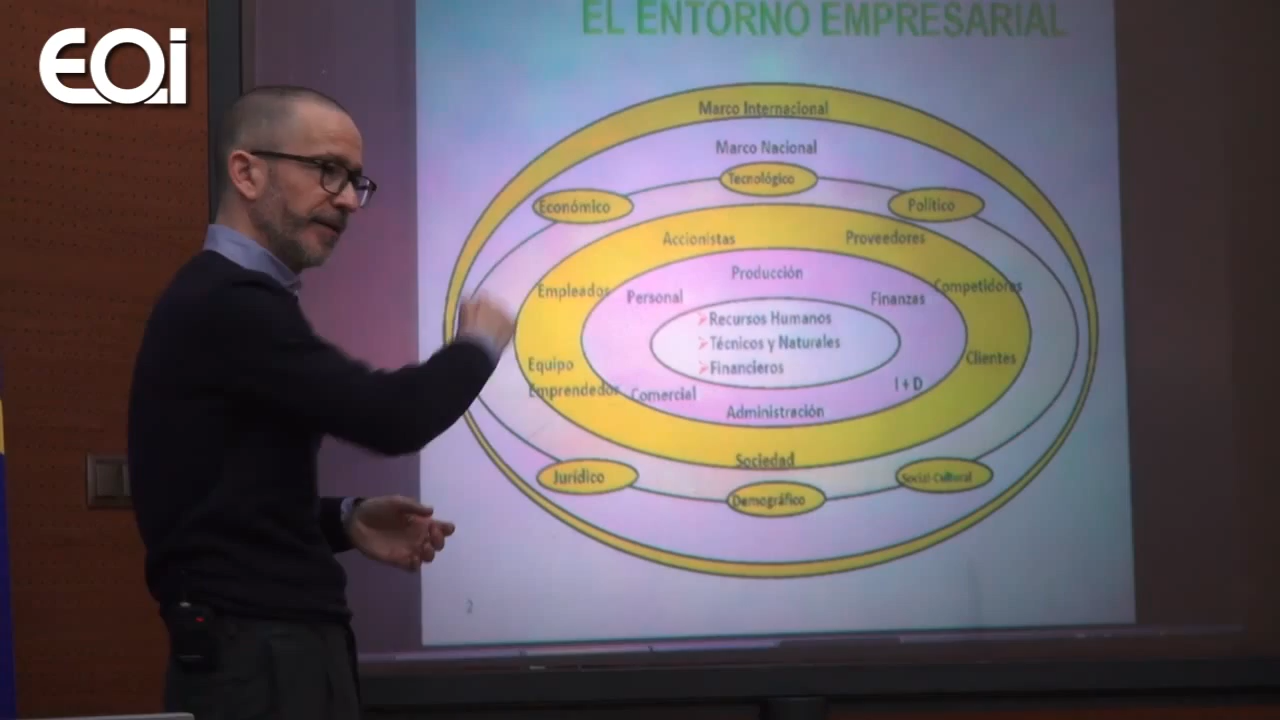 EOi
EL ENTORNO EMPRESARIAL
Marco Internacional
Marco Nacional
Tecnológico
Económico
Político
Accionistas
Proveedores
Producción
Empleados
Personal
Finanzas
Competidores
➢Recursos Humanos
➢Técnicos y Naturales
➢Financieros
Equipo
Emprendedor
Clientes
Comercial
I + D
Administración
Sociedad
Jurídico
Demográfico
Socio-Cultural
2